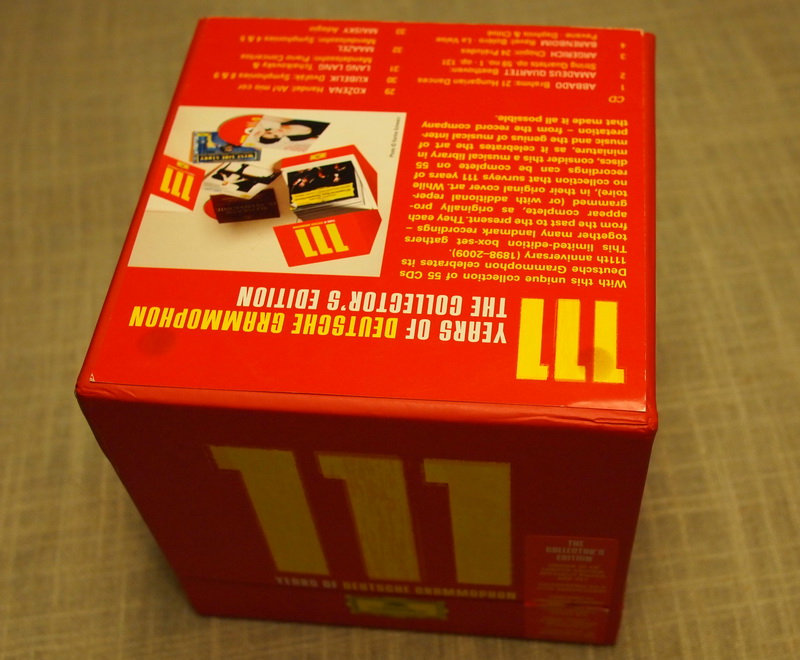 111
YEARS OF DEUTSCHE GRAMMOPHON
THE COLLECTOR'S EDITION
With this unique collection of 55 CDs
Deutsche Grammophon celebrates its
111th anniversary (1898–2009).
This limited-edition box-set gathers
together many landmark recordings –
from the past to the present. They each
appear complete, as originally pro-
grammed (or with additional reper-
toire), in their original cover art. While
no collection that surveys 111 years of
recordings can be complete on 55
discs, consider this a musical library in
miniature, as it celebrates the art of
music and the genius of musical inter-
pretation – from the record company
that made it all possible.
111
111
CD
1 ABBADO Brahms: 21 Hungarian Dances
2 AMADEUS QUARTET Beethoven:
String Quartets op. 59 no. 1 · op. 131
3 ARGERICH Chopin: 24 Préludes
4 BARENBOIM Ravel: Boléro · La Valse
Pavane · Daphnis & Chloé
29 KOŽENÁ Handel: Ah! mio cor
30 KUBELIK Dvořák: Symphonies 8 & 9
31 LANG LANG Tchaikovsky &
Mendelssohn: Piano Concertos
32 MAAZEL
Mendelssohn: Symphonies 4 & 5
33 MAISKY Adagio
111
YEARS OF DEUTSCHE GRAMMOPHON
THE
COLLECTOR'S
EDITION